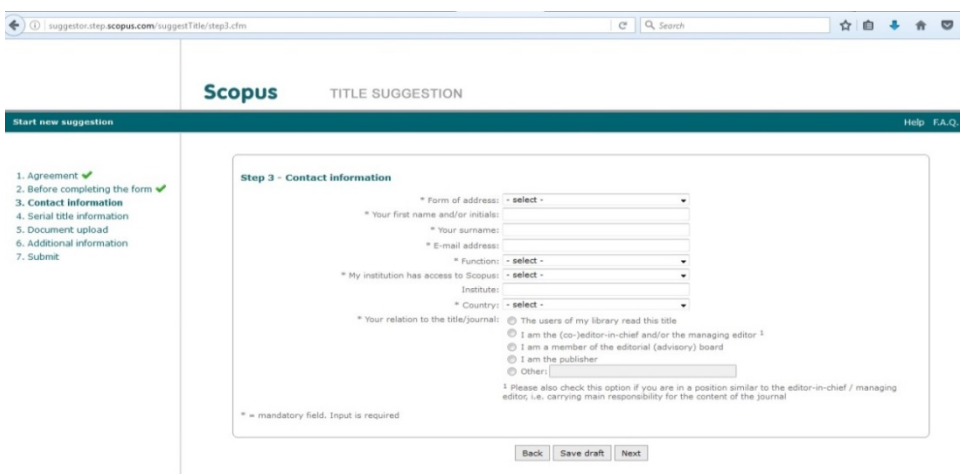 suggestor.step.scopus.com/suggestTitle/step3.cfm
Search
Scopus TITLE SUGGESTION
Start new suggestion
Help F.A.Q.
1. Agreement
2. Before completing the form
3. Contact information
4. Serial title information
5. Document upload
6. Additional information
7. Submit
Step 3 - Contact information
* Form of address: - select -
* Your first name and/or initials:
* Your surname:
* E-mail address:
* Function: - select -
* My institution has access to Scopus: - select -
Institute:
* Country: - select -
* Your relation to the title/journal:
The users of my library read this title
I am the (co-)editor-in-chief and/or the managing editor 1
I am a member of the editorial (advisory) board
I am the publisher
Other:
1 Please also check this option if you are in a position similar to the editor-in-chief / managing
editor, i.e. carrying main responsibility for the content of the journal
* = mandatory field. Input is required
Back Save draft Next